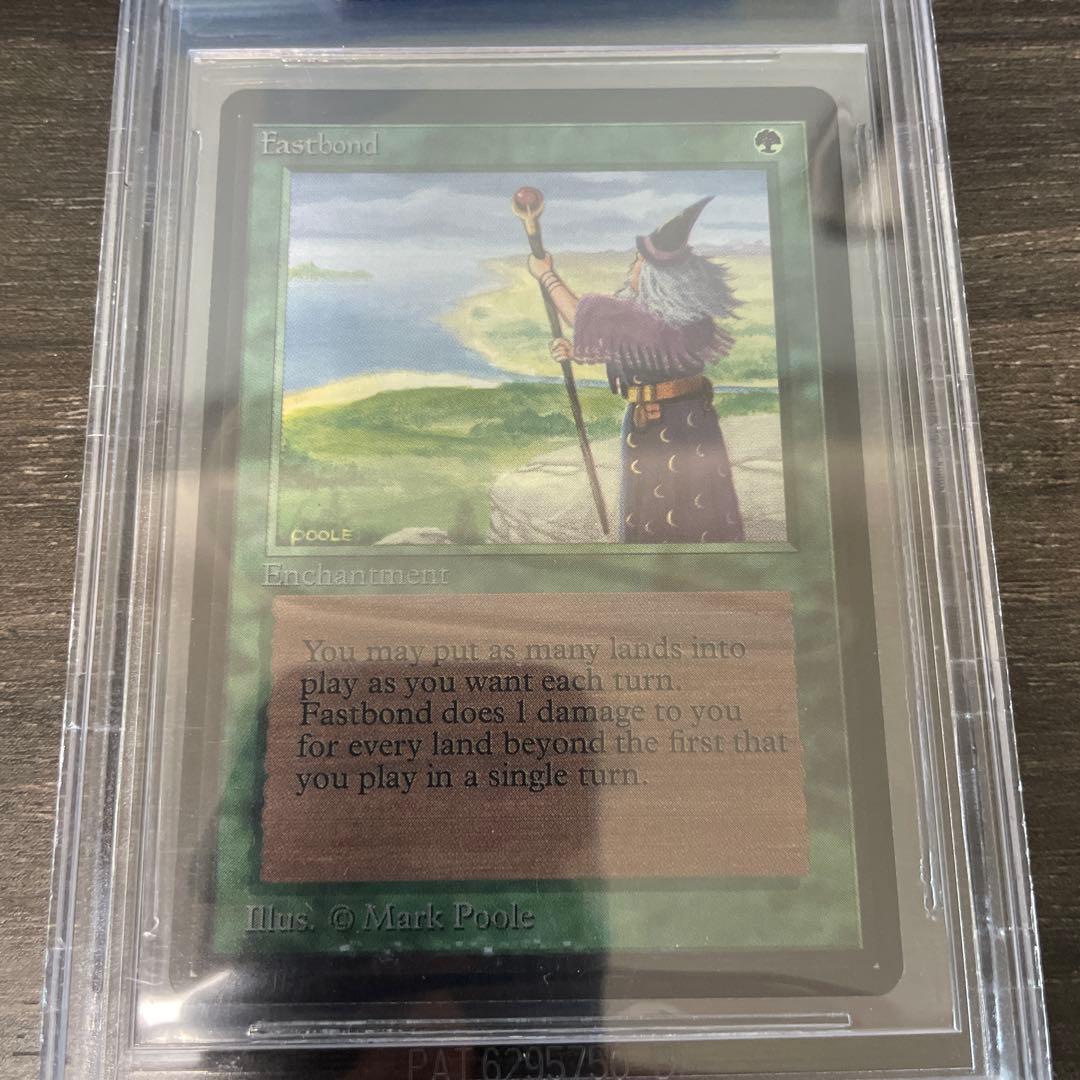 Fastbond
POOLE
Enchantment
You may put as many lands into
play as you want each turn.
Fastbond does 1 damage to you
for every land beyond the first that
you play in a single turn.
Illus. © Mark Poole
PAT 6295750